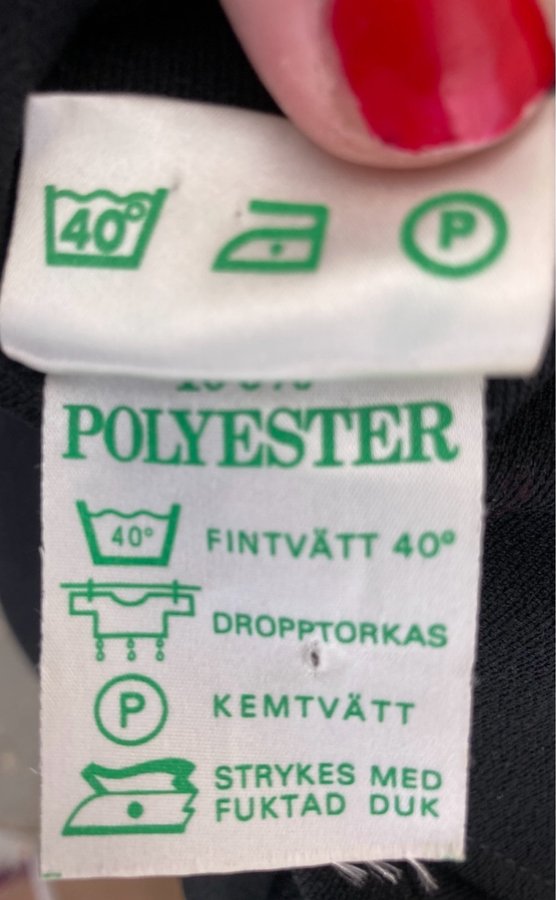 40°
P
POLYESTER
40° FINTVÄTT 40°
DROPPTORKAS
P KEMTVÄTT
STRYKES MED
FUKTAD DUK